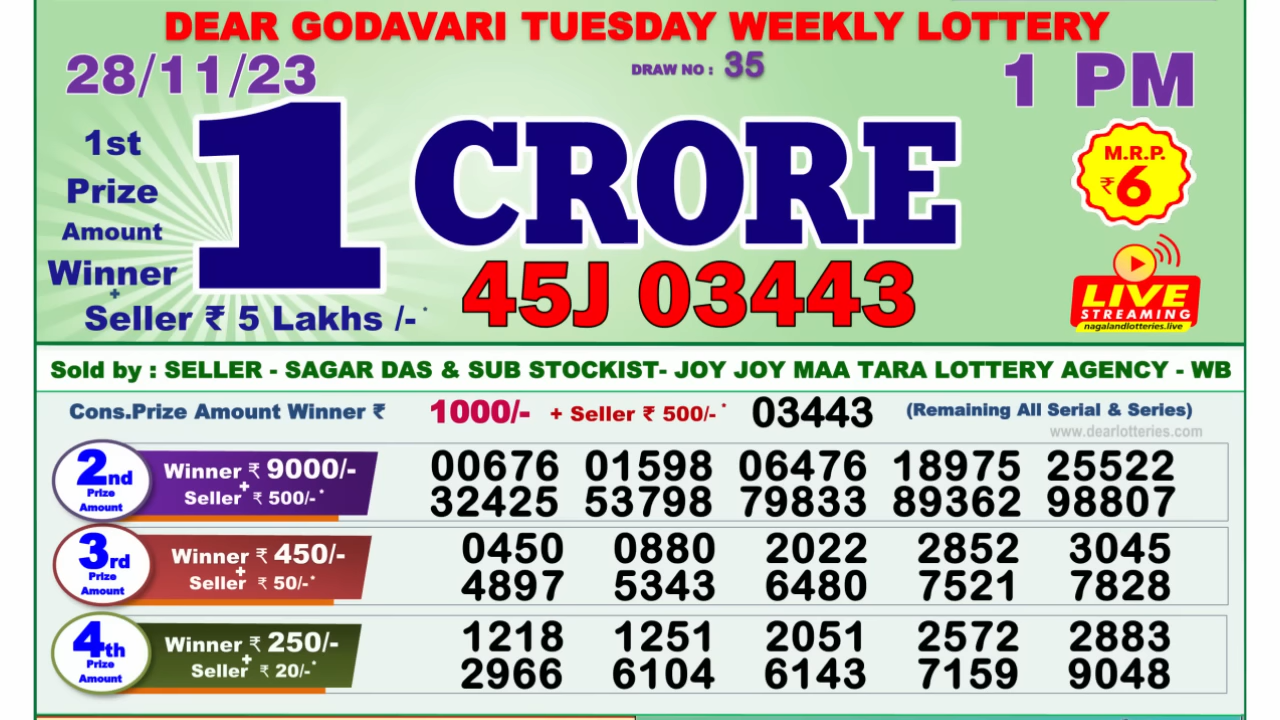 DEAR GODAVARI TUESDAY WEEKLY LOTTERY
28/11/23
DRAW NO : 35
1 PM
1st
Prize
Amount
Winner
+
Seller ₹ 5 Lakhs /-*
1 CRORE
45J 03443
M.R.P.
₹6
LIVE
STREAMING
nagalandlotteries.live
Sold by : SELLER - SAGAR DAS & SUB STOCKIST- JOY JOY MAA TARA LOTTERY AGENCY - WB
Cons.Prize Amount Winner ₹ 1000/- + Seller ₹ 500/-* 03443 (Remaining All Serial & Series)
www.dearlotteries.com
2nd
Prize
Amount
Winner ₹ 9000/-
+
Seller ₹ 500/-*
00676 01598 06476 18975 25522
32425 53798 79833 89362 98807
3rd
Prize
Amount
Winner ₹ 450/-
+
Seller ₹ 50/-*
0450 0880 2022 2852 3045
4897 5343 6480 7521 7828
4th
Prize
Amount
Winner ₹ 250/-
+
Seller ₹ 20/-*
1218 1251 2051 2572 2883
2966 6104 6143 7159 9048